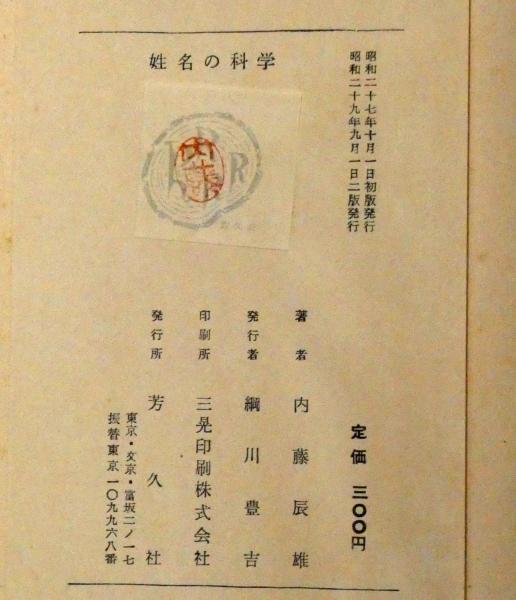 姓名の科学
昭和二十七年十月一日初版発行
昭和二十九年九月一日二版発行
定価 三〇〇円
著者 内藤辰雄
発行者 綱川豊吉
印刷所 三晃印刷株式会社
発行所 芳久社
東京・文京・富坂二ノ一七
振替東京一〇九九六八番